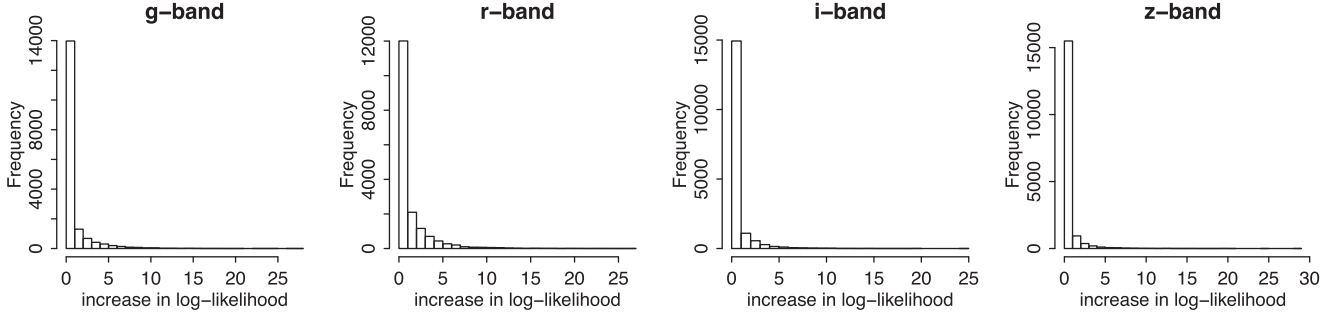 g−band
Frequency
0 4000 8000 14000
0 5 10 15 20 25
increase in log−likelihood
r−band
Frequency
0 4000 8000 12000
0 5 10 15 20 25
increase in log−likelihood
i−band
Frequency
0 5000 10000 15000
0 5 10 15 20 25
increase in log−likelihood
z−band
Frequency
0 5000 10000 15000
0 5 10 15 20 25 30
increase in log−likelihood